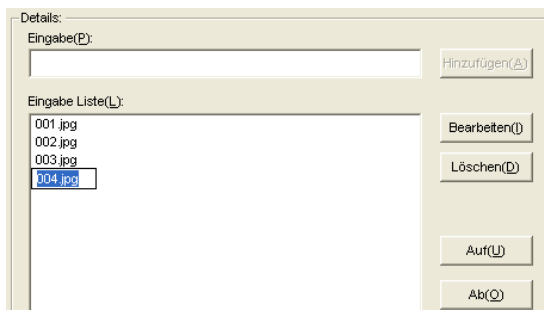 Details:
Eingabe(P):
Hinzufügen(A)
Eingabe Liste(L):
001.jpg
002.jpg
003.jpg
004.jpg
Bearbeiten(I)
Löschen(D)
Auf(U)
Ab(O)